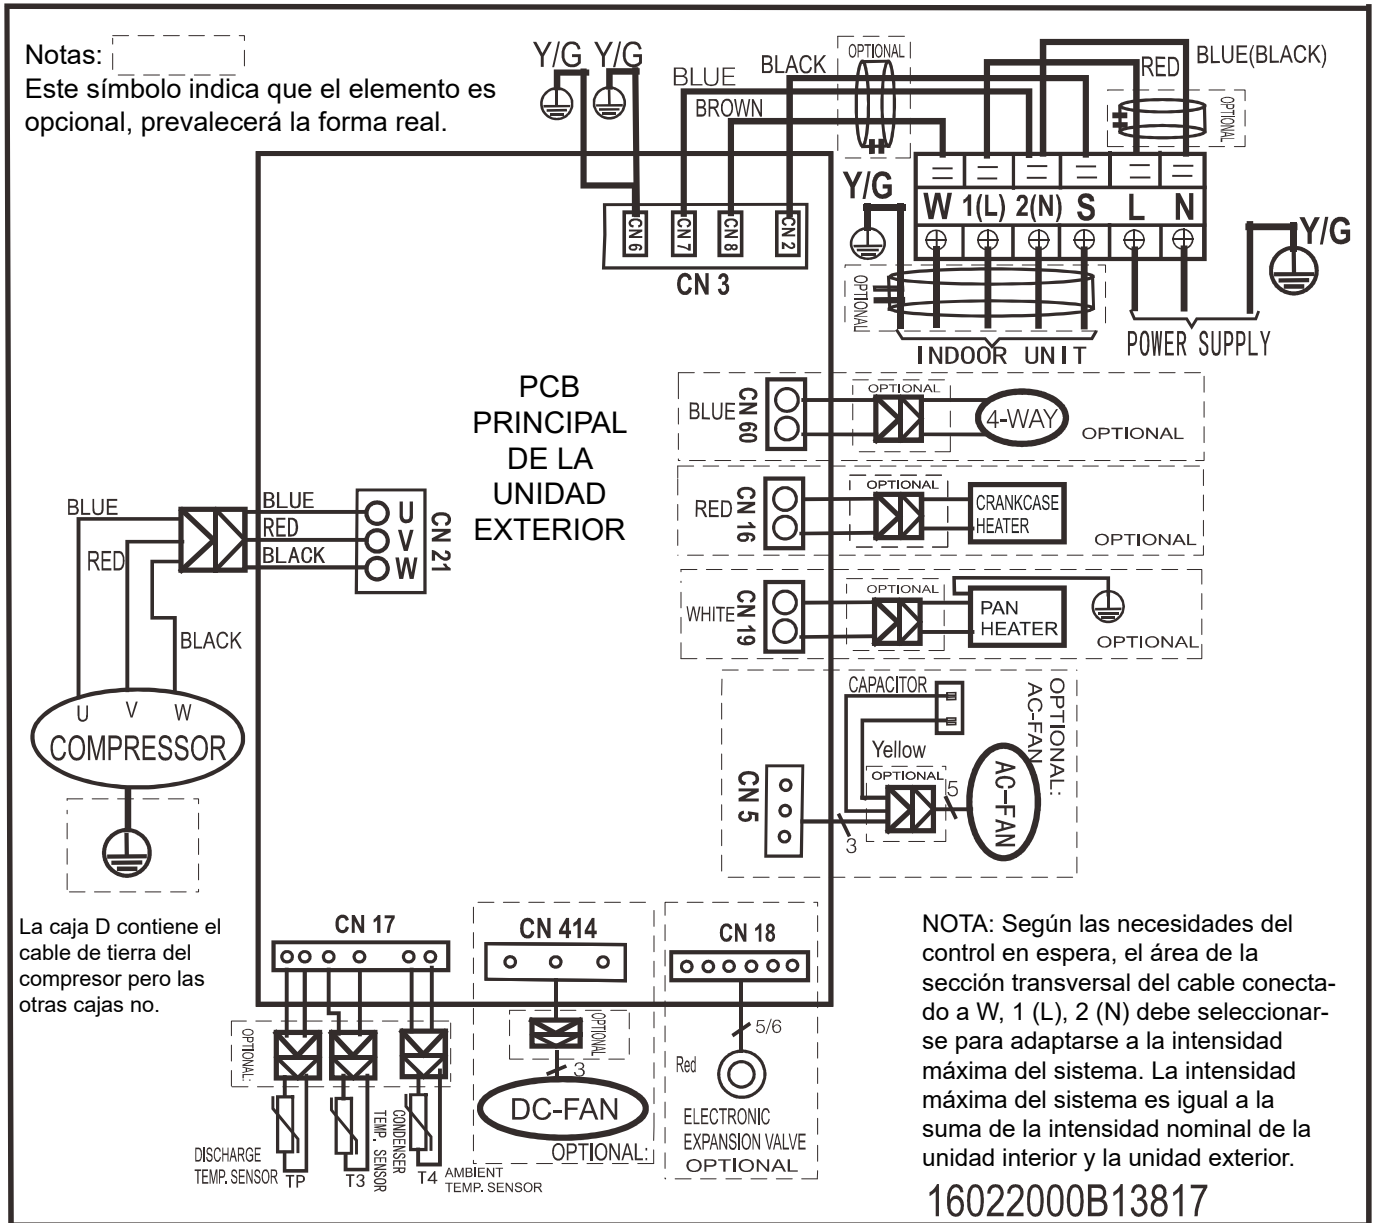 Notas:
Este símbolo indica que el elemento es
opcional, prevalecerá la forma real.
Y/G Y/G
BLUE
BLACK
BROWN
OPTIONAL
RED
BLUE(BLACK)
OPTIONAL
Y/G
W 1(L) 2(N) S L N
Y/G
CN 6
CN 7
CN 8
CN 2
CN 3
OPTIONAL
INDOOR UNIT
POWER SUPPLY
PCB
PRINCIPAL
DE LA
UNIDAD
EXTERIOR
BLUE
CN 60
OPTIONAL
4-WAY
OPTIONAL
RED
CN 16
OPTIONAL
CRANKCASE
HEATER
OPTIONAL
WHITE
CN 19
OPTIONAL
PAN
HEATER
OPTIONAL
BLUE
RED
BLACK
BLUE
RED
BLACK
U
V
W
CN 21
U V W
COMPRESSOR
CAPACITOR
OPTIONAL:
AC-FAN
Yellow
OPTIONAL
CN 5
3
5
AC-FAN
La caja D contiene el
cable de tierra del
compresor pero las
otras cajas no.
CN 17
OPTIONAL:
DISCHARGE
TEMP. SENSOR
TP
T3
CONDENSER
TEMP. SENSOR
T4
AMBIENT
TEMP. SENSOR
CN 414
OPTIONAL
3
DC-FAN
OPTIONAL:
CN 18
5/6
Red
ELECTRONIC
EXPANSION VALVE
OPTIONAL
NOTA: Según las necesidades del
control en espera, el área de la
sección transversal del cable conecta-
do a W, 1 (L), 2 (N) debe seleccionar-
se para adaptarse a la intensidad
máxima del sistema. La intensidad
máxima del sistema es igual a la
suma de la intensidad nominal de la
unidad interior y la unidad exterior.
16022000B13817